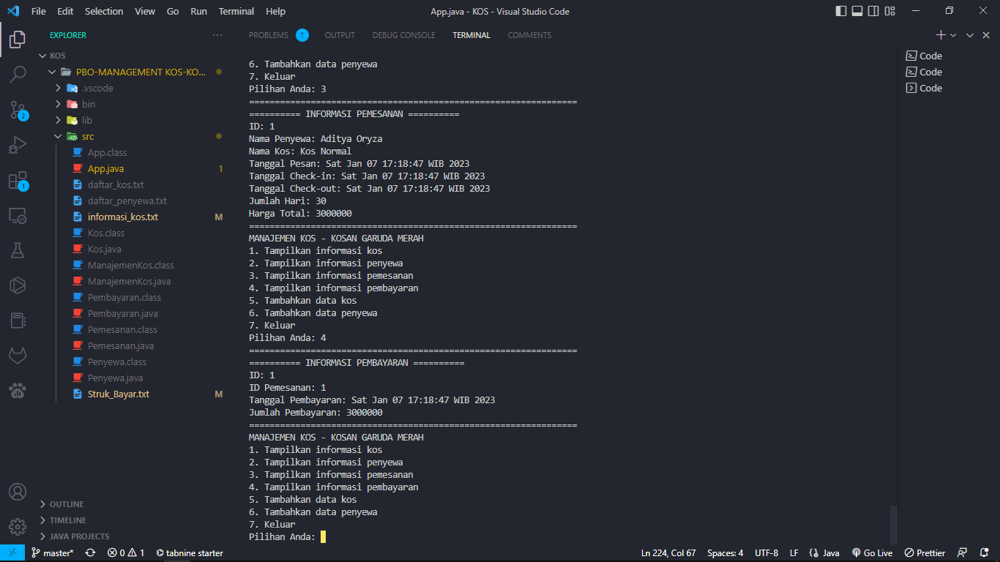 File Edit Selection View Go Run Terminal Help
App.java - KOS - Visual Studio Code
EXPLORER
KOS
PBO-MANAGEMENT KOS-KO...
.vscode
bin
lib
src
App.class
App.java 1
daftar_kos.txt
daftar_penyewa.txt
informasi_kos.txt M
Kos.class
Kos.java
ManajemenKos.class
ManajemenKos.java
Pembayaran.class
Pembayaran.java
Pemesanan.class
Pemesanan.java
Penyewa.class
Penyewa.java
Struk_Bayar.txt M
OUTLINE
TIMELINE
JAVA PROJECTS
2
1
PROBLEMS 1 OUTPUT DEBUG CONSOLE TERMINAL COMMENTS
6. Tambahkan data penyewa
7. Keluar
Pilihan Anda: 3
================================================================
========== INFORMASI PEMESANAN ==========
ID: 1
Nama Penyewa: Aditya Oryza
Nama Kos: Kos Normal
Tanggal Pesan: Sat Jan 07 17:18:47 WIB 2023
Tanggal Check-in: Sat Jan 07 17:18:47 WIB 2023
Tanggal Check-out: Sat Jan 07 17:18:47 WIB 2023
Jumlah Hari: 30
Harga Total: 3000000
================================================================
MANAJEMEN KOS - KOSAN GARUDA MERAH
1. Tampilkan informasi kos
2. Tampilkan informasi penyewa
3. Tampilkan informasi pemesanan
4. Tampilkan informasi pembayaran
5. Tambahkan data kos
6. Tambahkan data penyewa
7. Keluar
Pilihan Anda: 4
================================================================
========== INFORMASI PEMBAYARAN ==========
ID: 1
ID Pemesanan: 1
Tanggal Pembayaran: Sat Jan 07 17:18:47 WIB 2023
Jumlah Pembayaran: 3000000
================================================================
MANAJEMEN KOS - KOSAN GARUDA MERAH
1. Tampilkan informasi kos
2. Tampilkan informasi penyewa
3. Tampilkan informasi pemesanan
4. Tampilkan informasi pembayaran
5. Tambahkan data kos
6. Tambahkan data penyewa
7. Keluar
Pilihan Anda:
Code
Code
Code
master* 0 1 tabnine starter
Ln 224, Col 67 Spaces: 4 UTF-8 LF Java Go Live Prettier